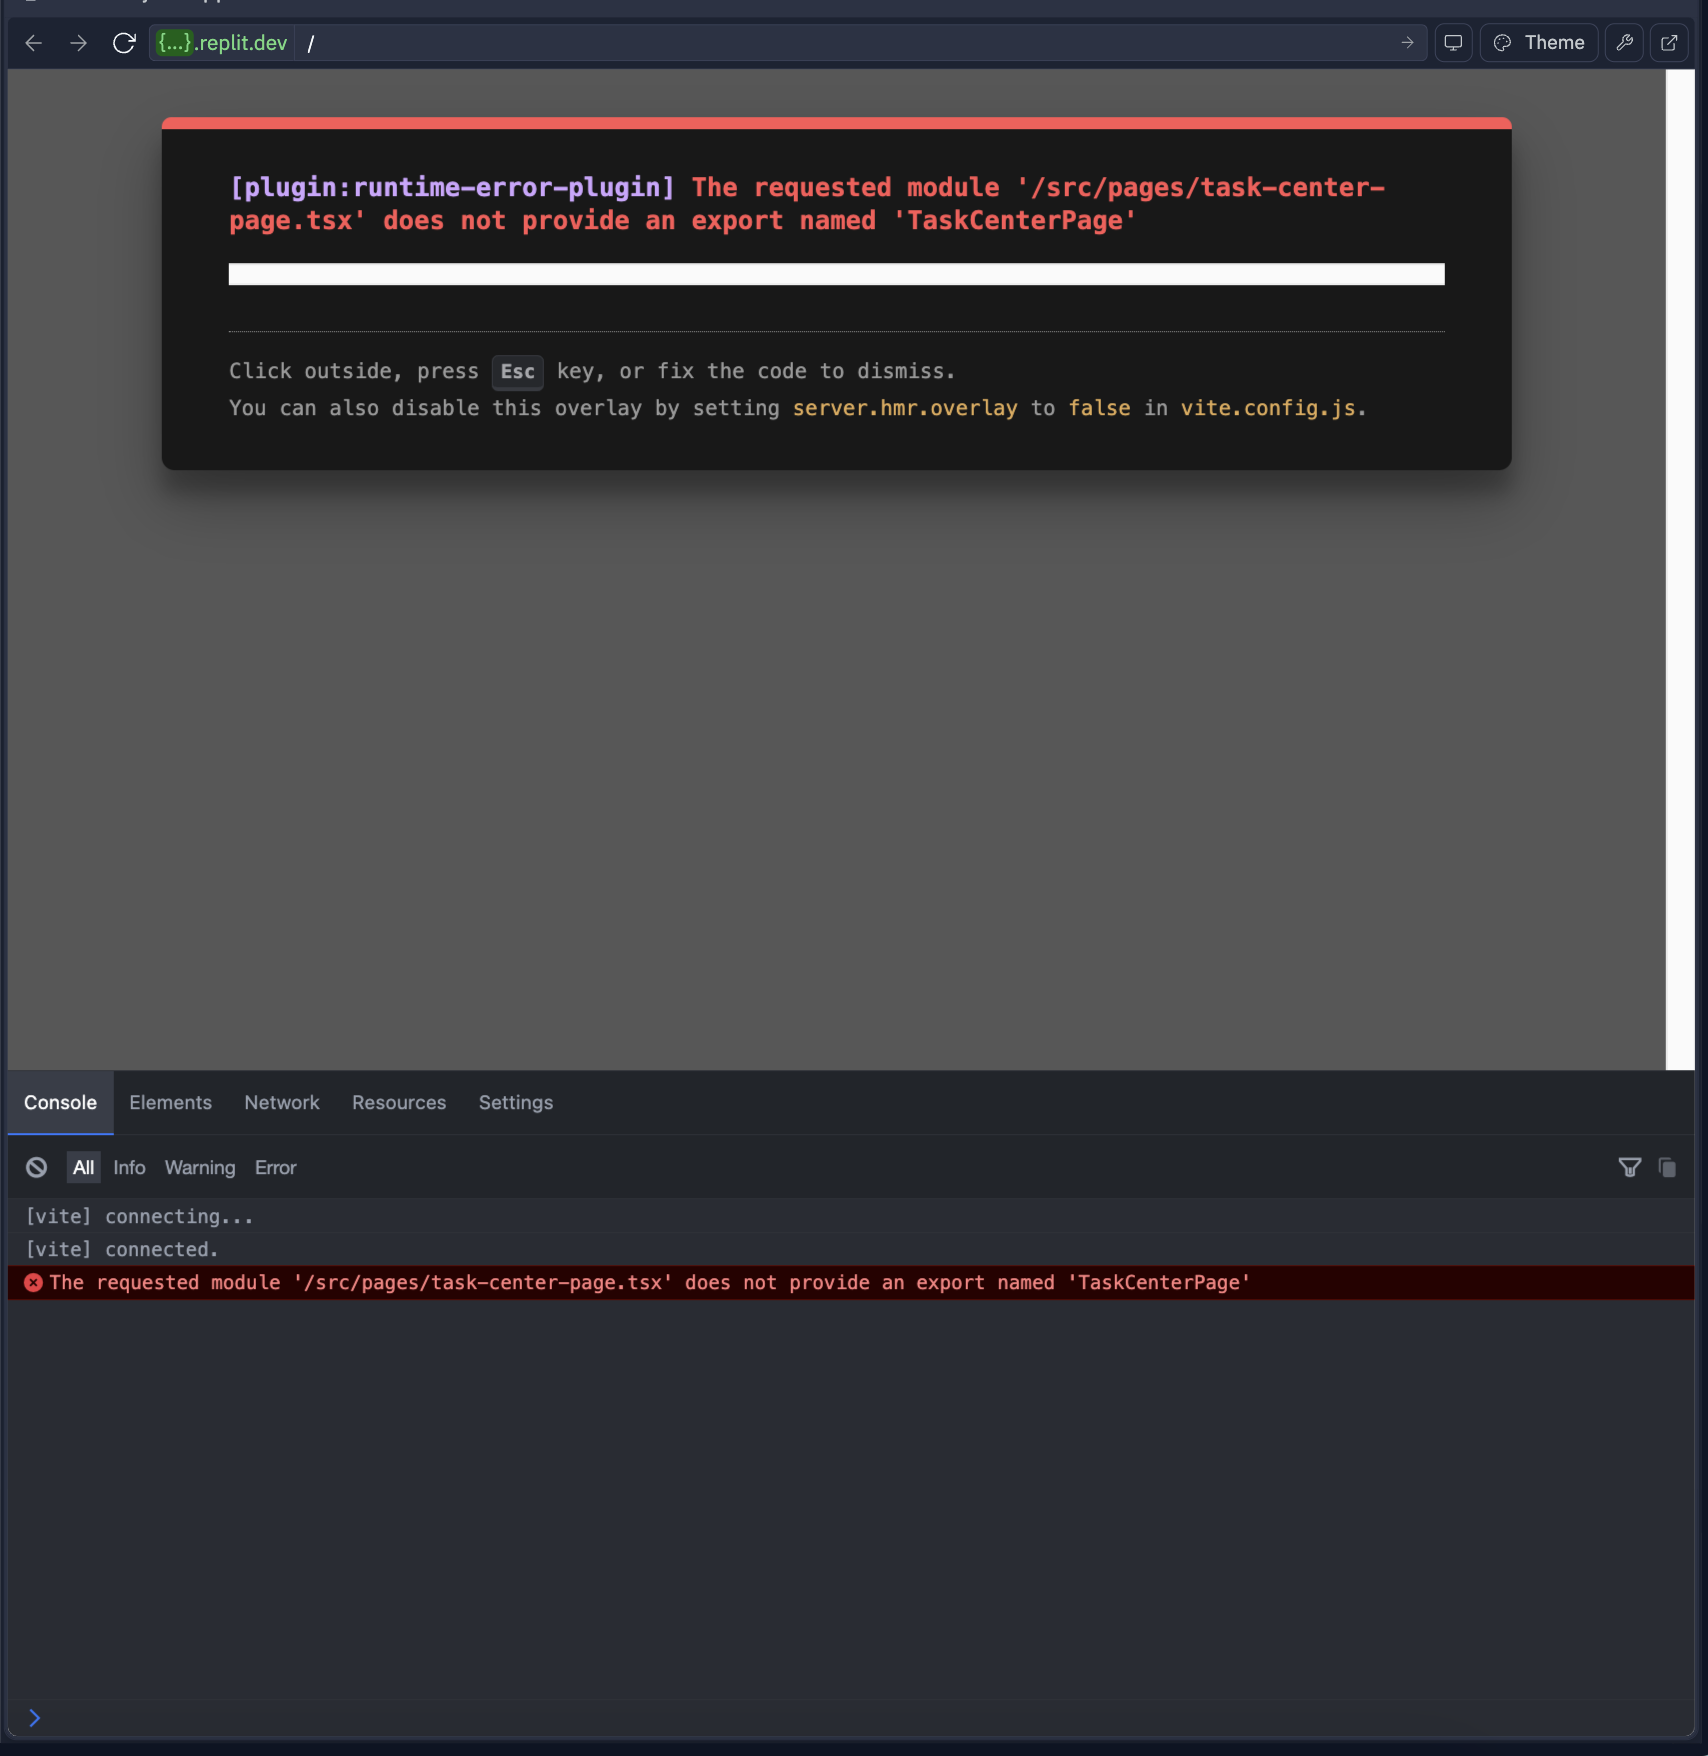 {...}.replit.dev /
Theme
[plugin:runtime-error-plugin] The requested module '/src/pages/task-center-
page.tsx' does not provide an export named 'TaskCenterPage'
Click outside, press Esc key, or fix the code to dismiss.
You can also disable this overlay by setting server.hmr.overlay to false in vite.config.js.
Console Elements Network Resources Settings
All Info Warning Error
[vite] connecting...
[vite] connected.
The requested module '/src/pages/task-center-page.tsx' does not provide an export named 'TaskCenterPage'